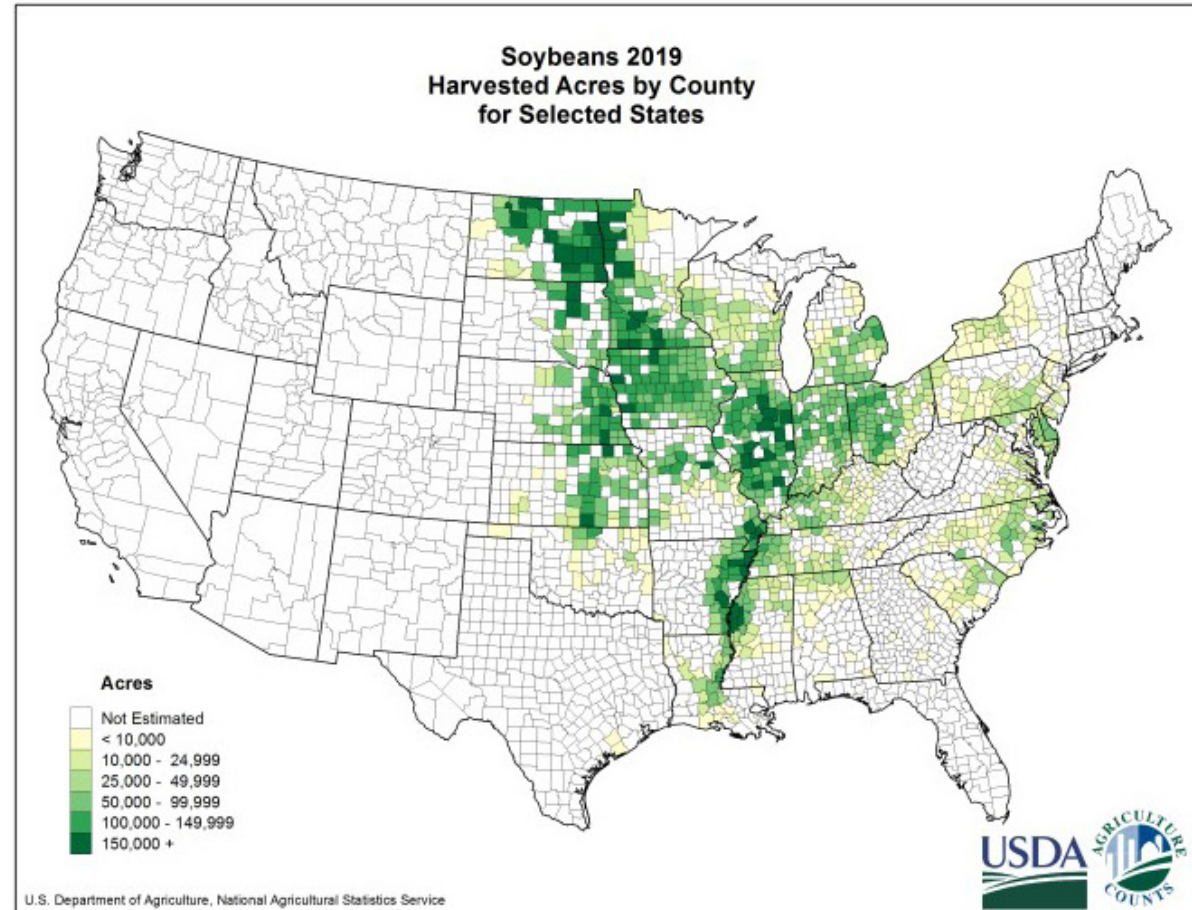 Soybeans 2019
Harvested Acres by County
for Selected States
Acres
Not Estimated
< 10,000
10,000 - 24,999
25,000 - 49,999
50,000 - 99,999
100,000 - 149,999
150,000 +
USDA
AGRICULTURE
COUNTS
U.S. Department of Agriculture, National Agricultural Statistics Service